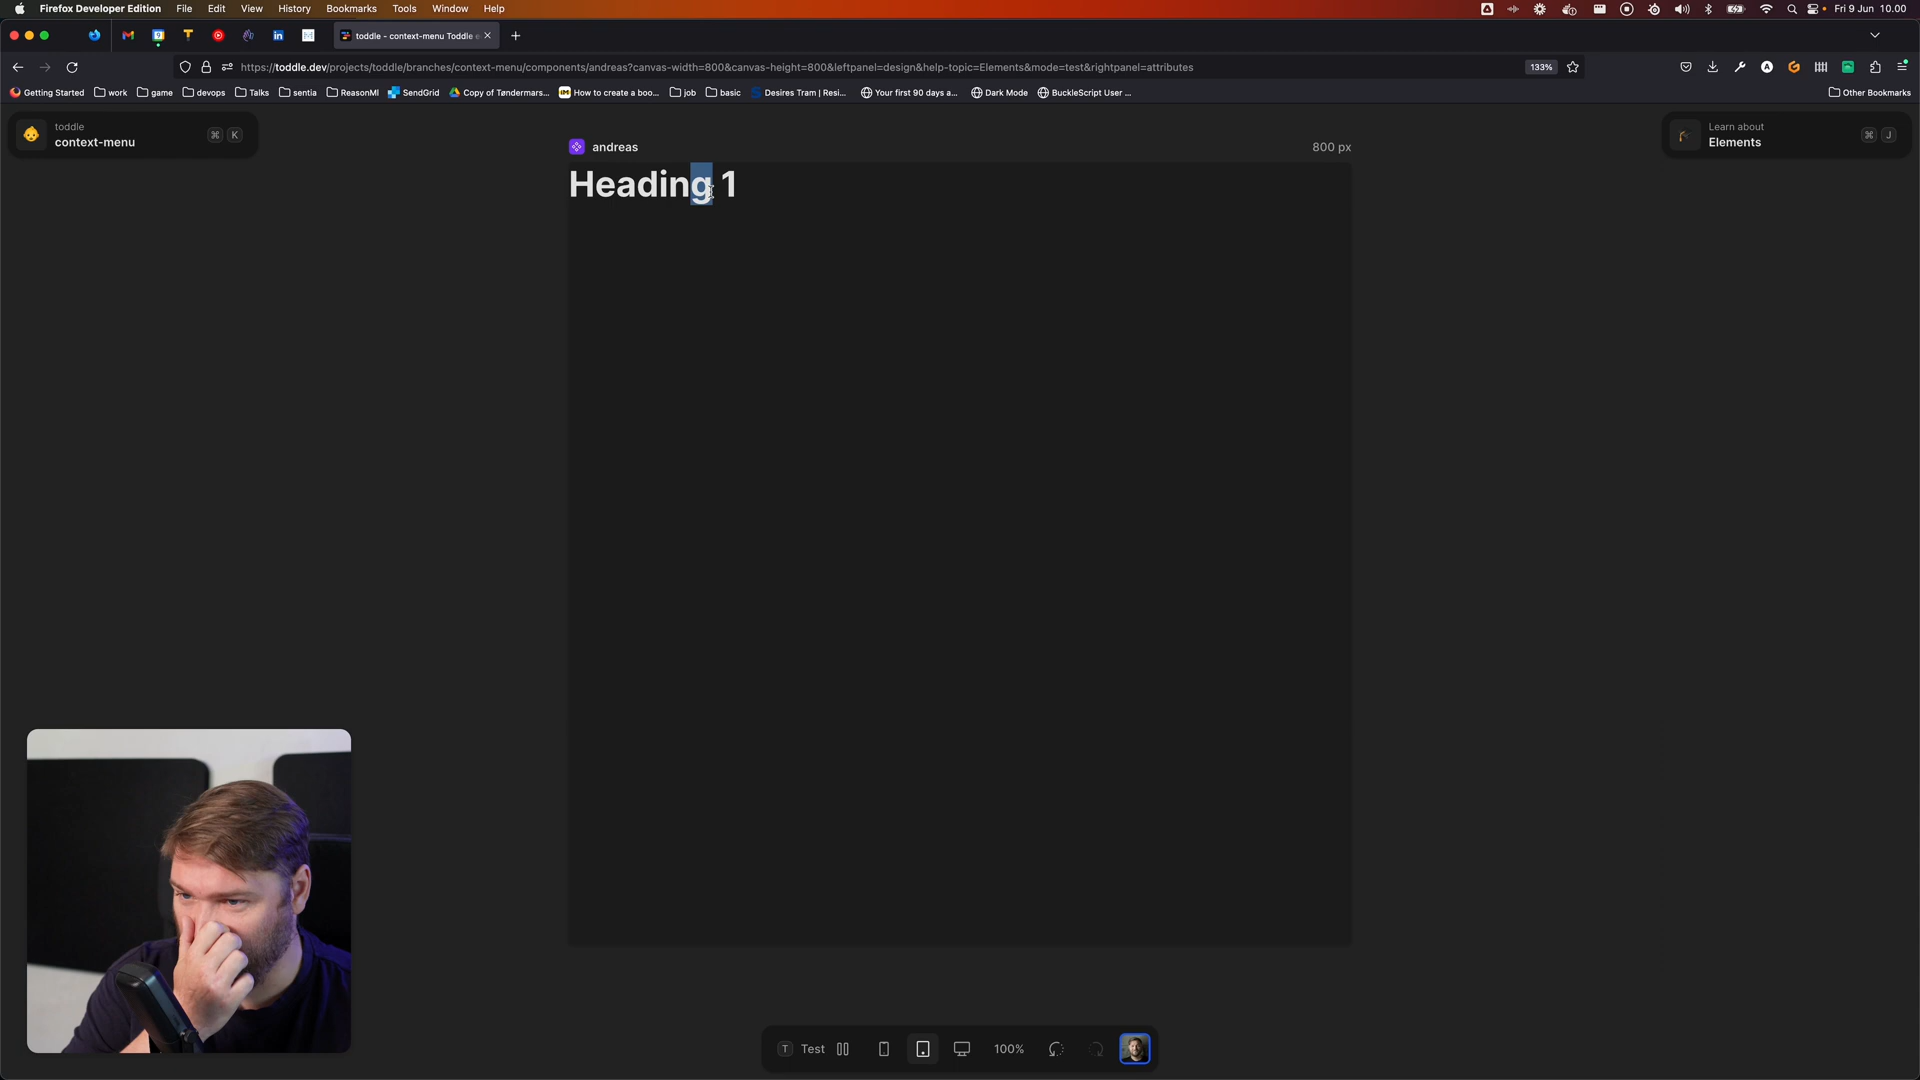 Firefox Developer Edition File Edit View History Bookmarks Tools Window Help Fri 9 Jun 10.00
toddle - context-menu Toddle e
https://toddle.dev/projects/toddle/branches/context-menu/components/andreas?canvas-width=800&canvas-height=800&leftpanel=design&help-topic=Elements&mode=test&rightpanel=attributes 133%
Getting Started work game devops Talks sentia ReasonMl SendGrid Copy of Tøndermars... How to create a boo... job basic Desires Tram | Resi... Your first 90 days a... Dark Mode BuckleScript User ... Other Bookmarks
toddle
context-menu ⌘ K
Learn about
Elements ⌘ J
andreas 800 px
Heading 1
T Test 100%